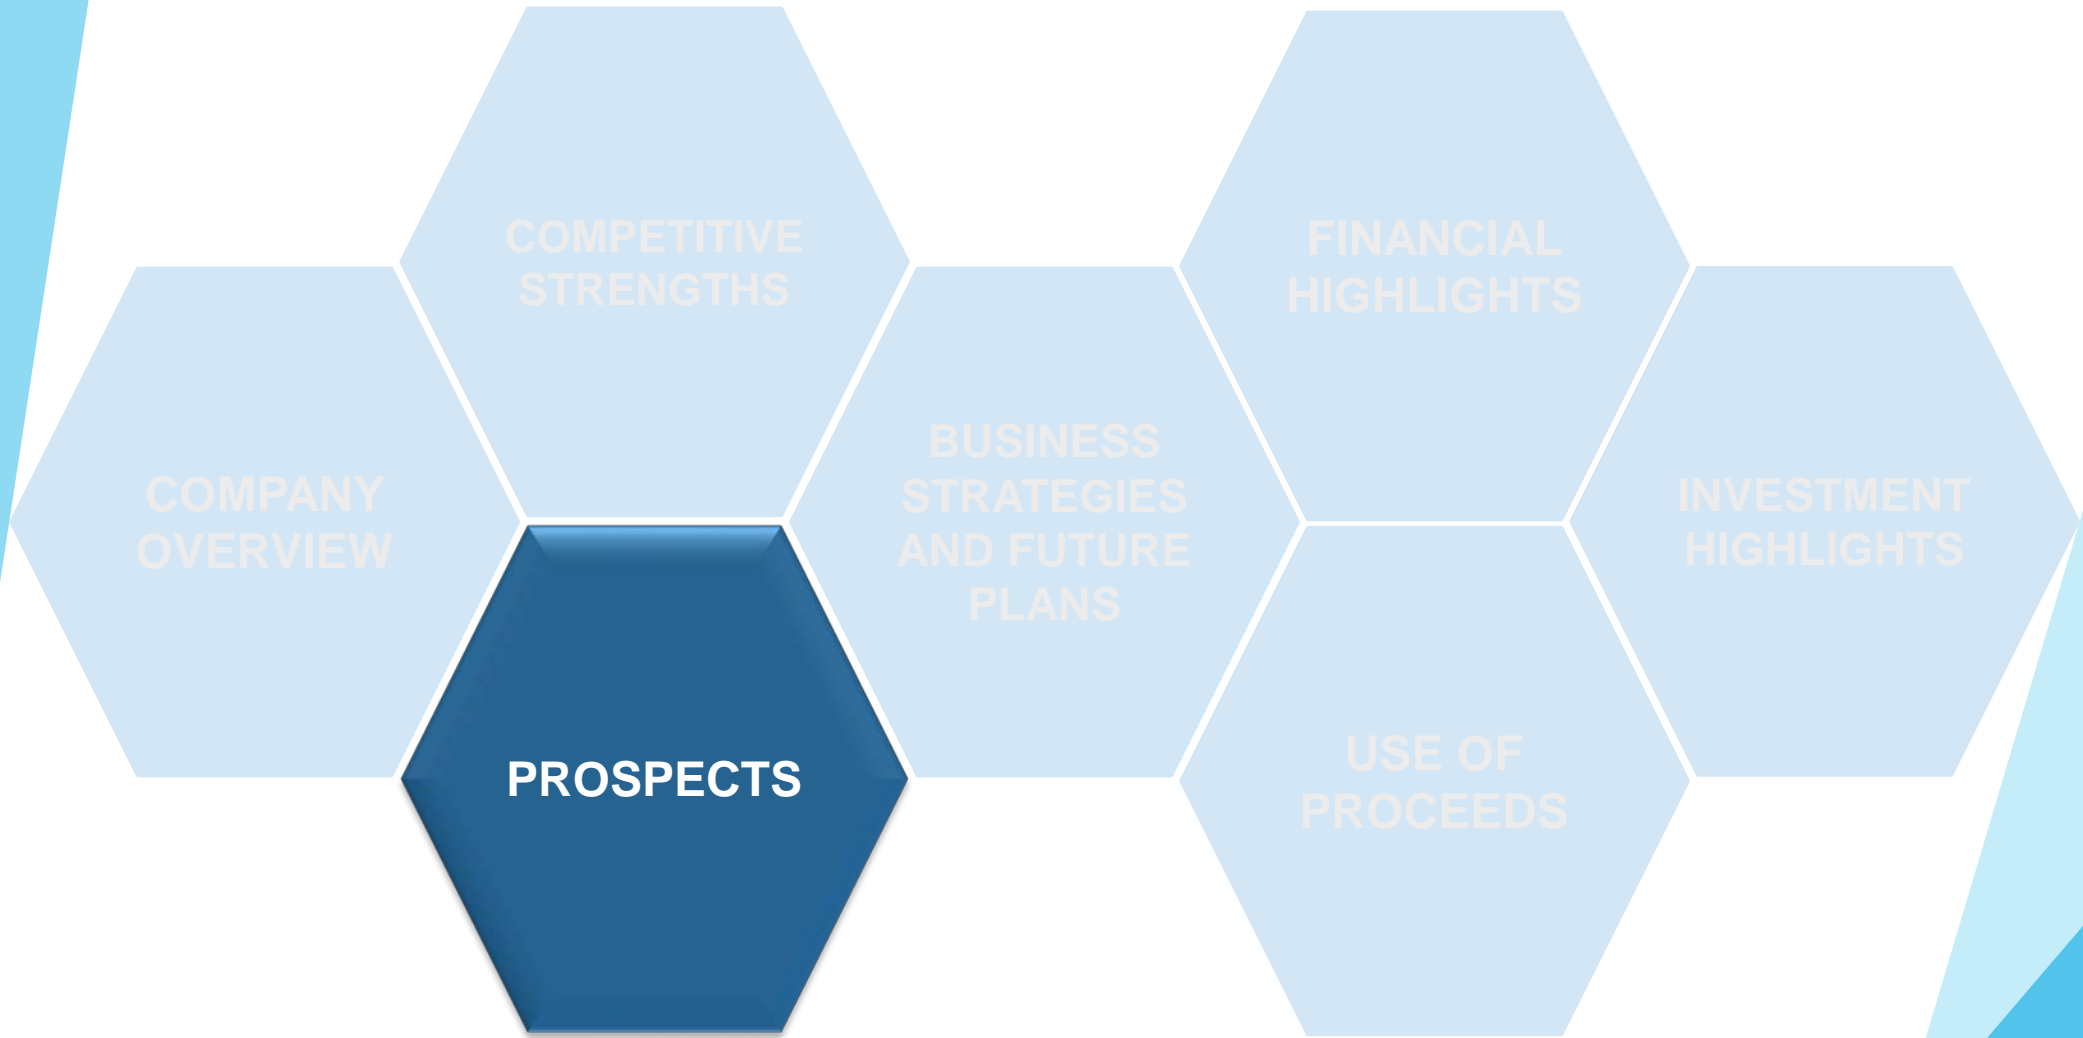 COMPANY
OVERVIEW
COMPETITIVE
STRENGTHS
PROSPECTS
BUSINESS
STRATEGIES
AND FUTURE
PLANS
FINANCIAL
HIGHLIGHTS
USE OF
PROCEEDS
INVESTMENT
HIGHLIGHTS